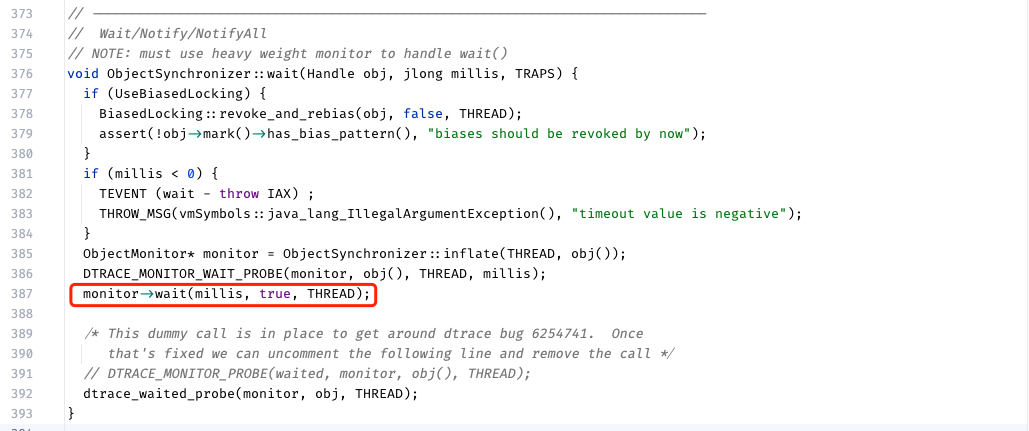 373 // -----------------------------------------------------------------------------
374 //  Wait/Notify/NotifyAll
375 // NOTE: must use heavy weight monitor to handle wait()
376 void ObjectSynchronizer::wait(Handle obj, jlong millis, TRAPS) {
377   if (UseBiasedLocking) {
378     BiasedLocking::revoke_and_rebias(obj, false, THREAD);
379     assert(!obj->mark()->has_bias_pattern(), "biases should be revoked by now");
380   }
381   if (millis < 0) {
382     TEVENT (wait - throw IAX) ;
383     THROW_MSG(vmSymbols::java_lang_IllegalArgumentException(), "timeout value is negative");
384   }
385   ObjectMonitor* monitor = ObjectSynchronizer::inflate(THREAD, obj());
386   DTRACE_MONITOR_WAIT_PROBE(monitor, obj(), THREAD, millis);
387   monitor->wait(millis, true, THREAD);
388
389   /* This dummy call is in place to get around dtrace bug 6254741.  Once
390      that's fixed we can uncomment the following line and remove the call */
391   // DTRACE_MONITOR_PROBE(waited, monitor, obj(), THREAD);
392   dtrace_waited_probe(monitor, obj, THREAD);
393 }